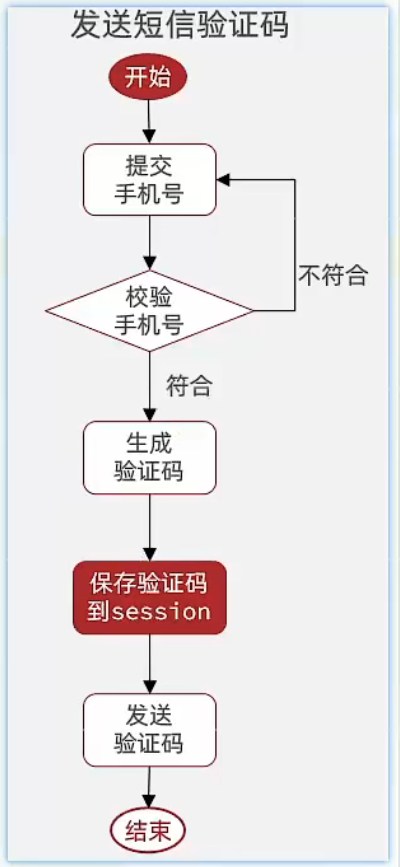 发送短信验证码
开始
提交
手机号
校验
手机号
不符合
符合
生成
验证码
保存验证码
到session
发送
验证码
结束